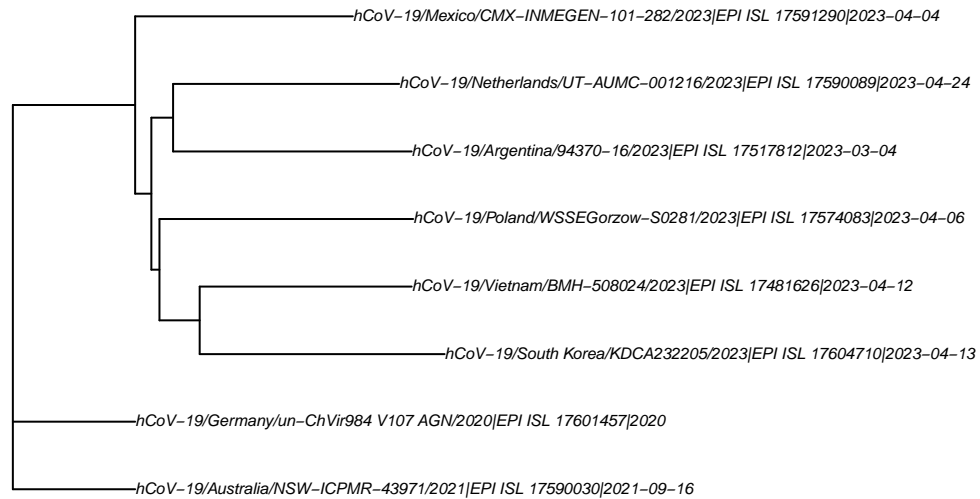 hCoV−19/Mexico/CMX−INMEGEN−101−282/2023|EPI ISL 17591290|2023−04−04
hCoV−19/Netherlands/UT−AUMC−001216/2023|EPI ISL 17590089|2023−04−24
hCoV−19/Argentina/94370−16/2023|EPI ISL 17517812|2023−03−04
hCoV−19/Poland/WSSEGorzow−S0281/2023|EPI ISL 17574083|2023−04−06
hCoV−19/Vietnam/BMH−508024/2023|EPI ISL 17481626|2023−04−12
hCoV−19/South Korea/KDCA232205/2023|EPI ISL 17604710|2023−04−13
hCoV−19/Germany/un−ChVir984 V107 AGN/2020|EPI ISL 17601457|2020
hCoV−19/Australia/NSW−ICPMR−43971/2021|EPI ISL 17590030|2021−09−16